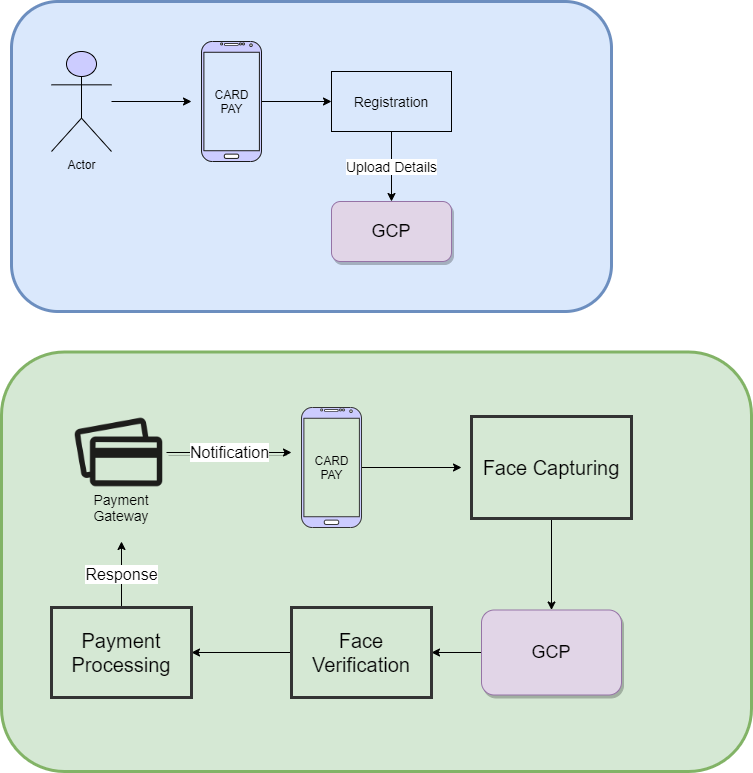 CARD
PAY
Registration
Actor
Upload Details
GCP
Notification
CARD
PAY
Face Capturing
Payment
Gateway
Response
Payment
Processing
Face
Verification
GCP